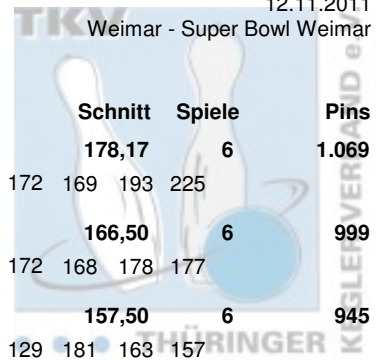 12.11.2011
TKV
Weimar - Super Bowl Weimar
Schnitt Spiele Pins
178,17 6 1.069
172 169 193 225
166,50 6 999
172 168 178 177
157,50 6 945
129 181 163 157
THÜRINGER
KEGLERVERBAND e.V.